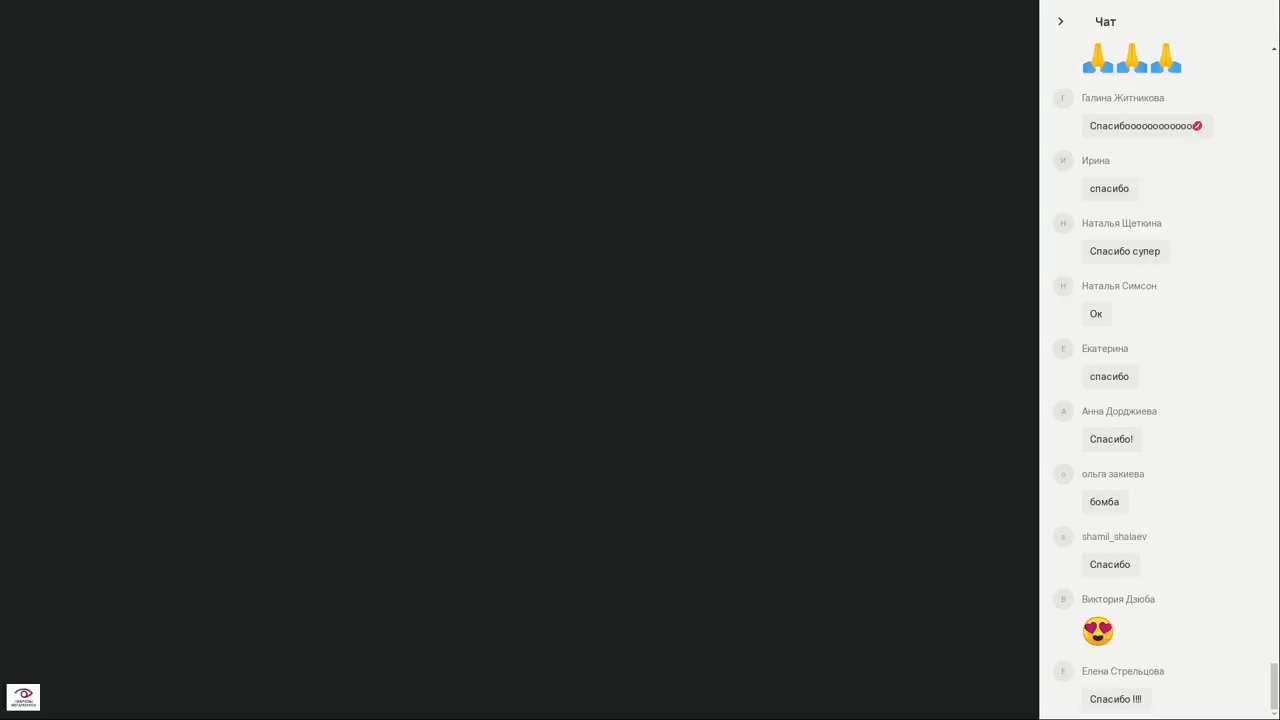 Чат
Г
Галина Житникова
Спасибооооооооооооо
И
Ирина
спасибо
Н
Наталья Щеткина
Спасибо супер
Н
Наталья Симсон
Ок
Е
Екатерина
спасибо
А
Анна Дорджиева
Спасибо!
о
ольга закиева
бомба
s
shamil_shalaev
Спасибо
В
Виктория Дзюба
Е
Елена Стрельцова
Спасибо !!!!